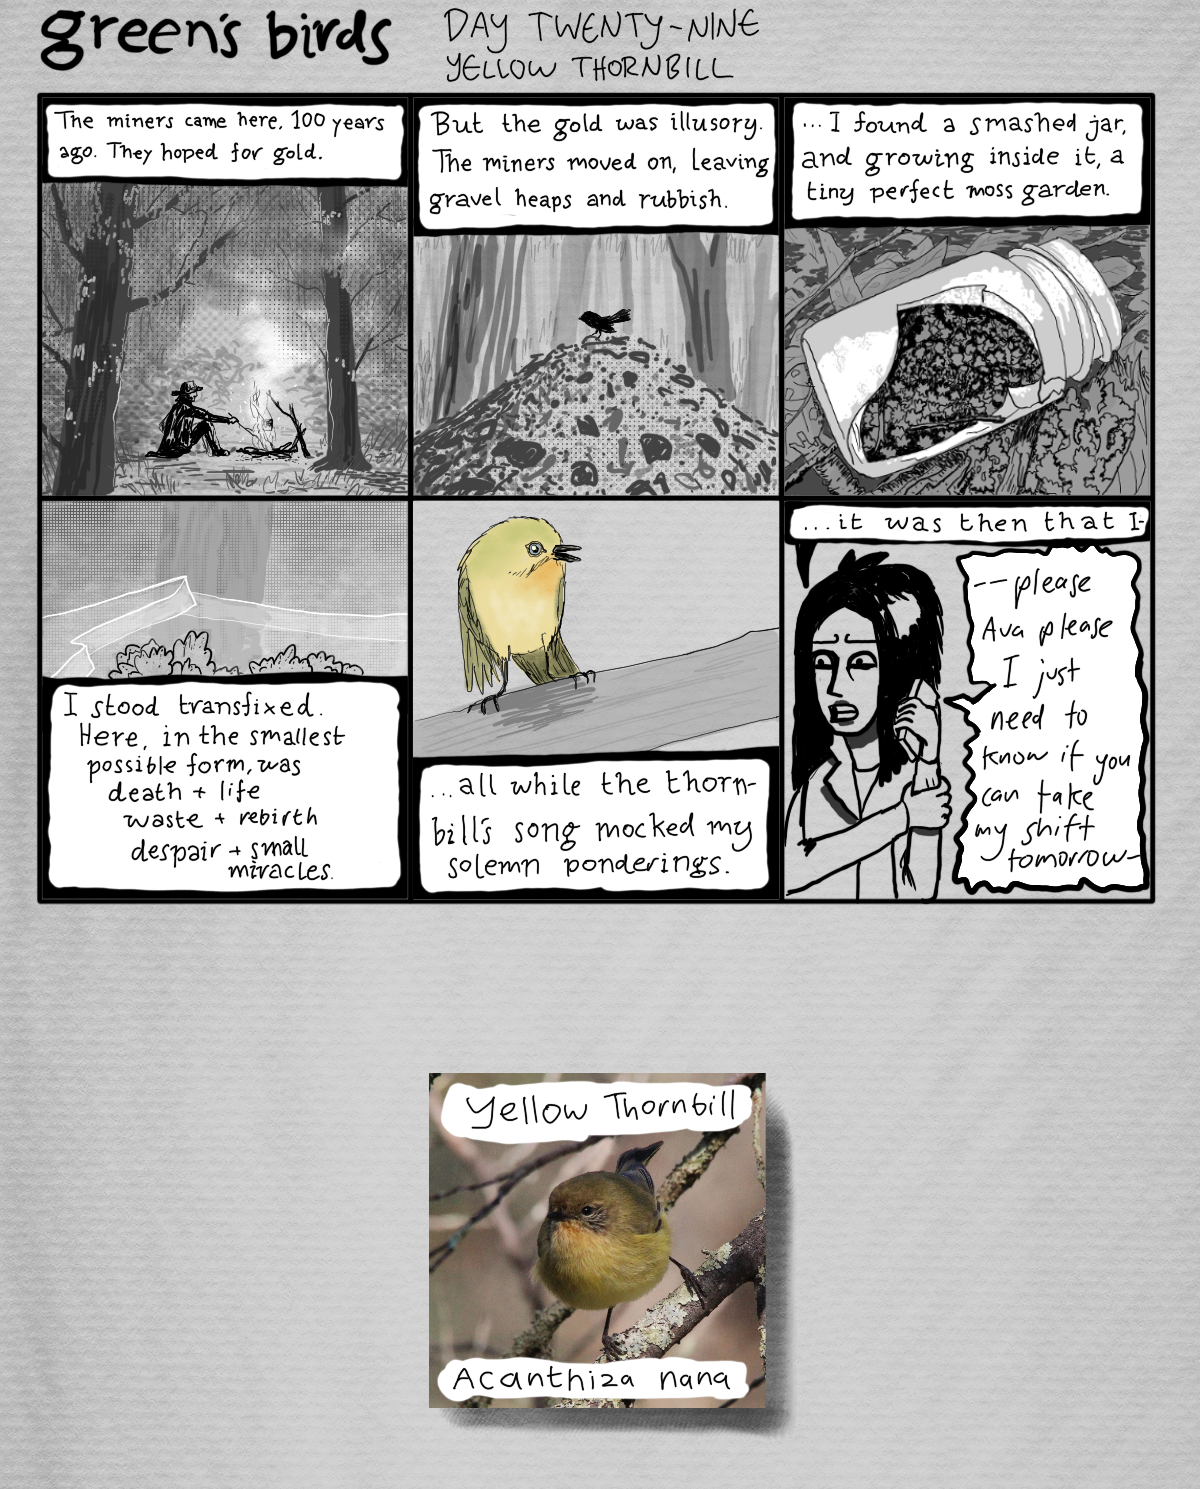 green's birds
DAY TWENTY-NINE
YELLOW THORNBILL
The miners came here, 100 years
ago. They hoped for gold.
But the gold was illusory.
The miners moved on, leaving
gravel heaps and rubbish.
...I found a smashed jar,
and growing inside it, a
tiny perfect moss garden.
I stood transfixed.
Here, in the smallest
possible form, was
death + life
waste + rebirth
despair + small
miracles.
...all while the thorn-
bill's song mocked my
solemn ponderings.
...it was then that I-
--please
Ava please
I just
need to
know if you
can take
my shift
tomorrow-
Yellow Thornbill
Acanthiza nana